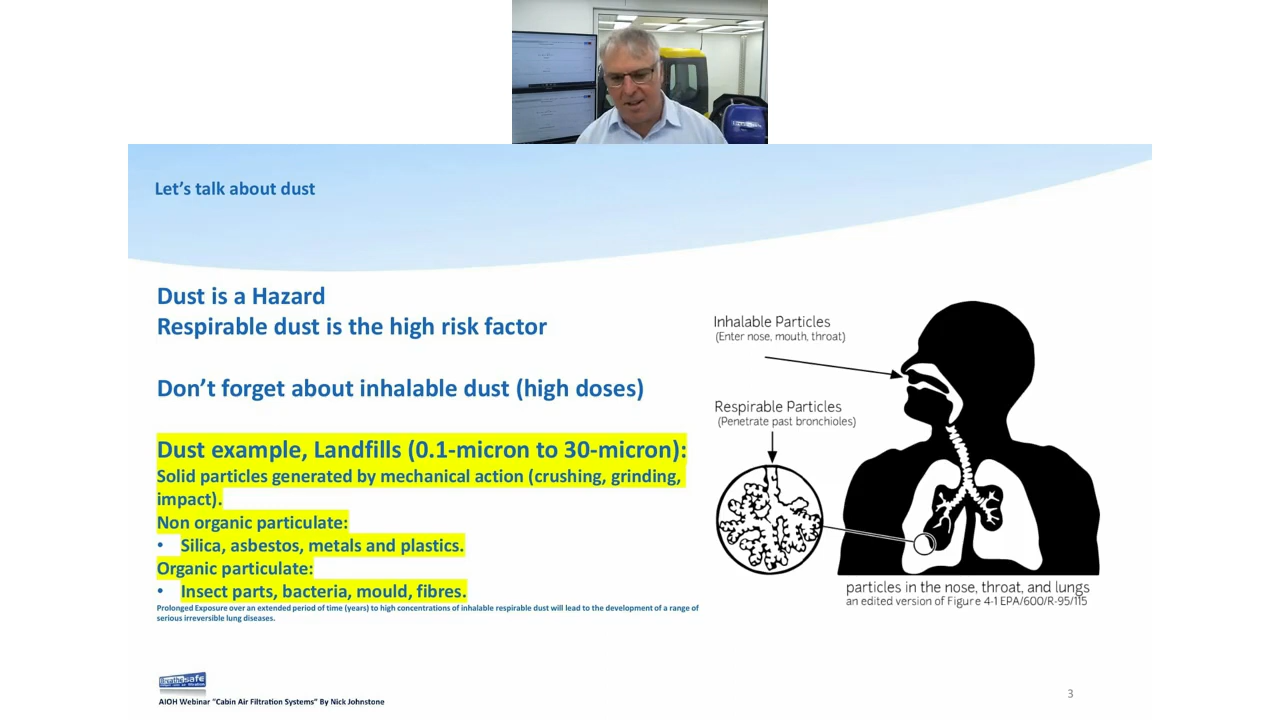 Let’s talk about dust
Dust is a Hazard
Respirable dust is the high risk factor
Don’t forget about inhalable dust (high doses)
Dust example, Landfills (0.1-micron to 30-micron):
Solid particles generated by mechanical action (crushing, grinding,
impact).
Non organic particulate:
• Silica, asbestos, metals and plastics.
Organic particulate:
• Insect parts, bacteria, mould, fibres.
Prolonged Exposure over an extended period of time (years) to high concentrations of inhalable respirable dust will lead to the development of a range of
serious irreversible lung diseases.
Inhalable Particles
(Enter nose, mouth, throat)
Respirable Particles
(Penetrate past bronchioles)
particles in the nose, throat, and lungs
an edited version of Figure 4-1 EPA/600/R-95/115
Breathesafe
AIOH Webinar “Cabin Air Filtration Systems” By Nick Johnstone
3